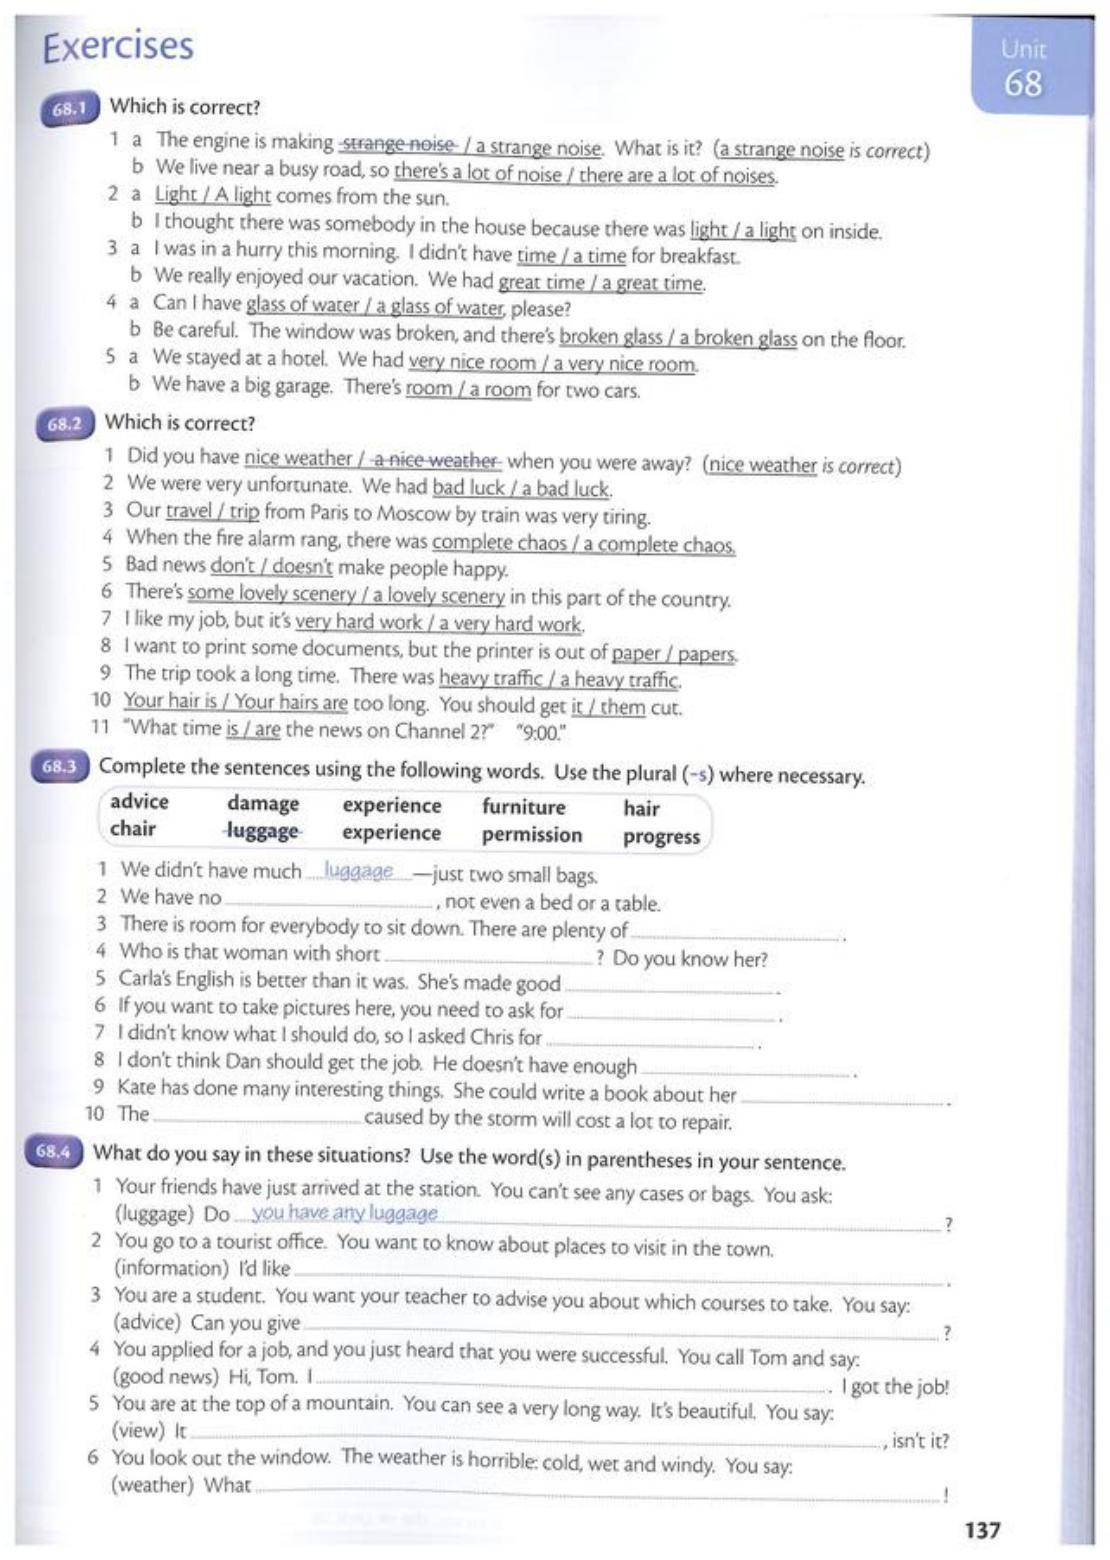 Exercises
Unit
68
68.1 Which is correct?
1 a The engine is making strange noise / a strange noise. What is it? (a strange noise is correct)
b We live near a busy road, so there's a lot of noise / there are a lot of noises.
2 a Light / A light comes from the sun.
b I thought there was somebody in the house because there was light / a light on inside.
3 a I was in a hurry this morning. I didn't have time / a time for breakfast.
b We really enjoyed our vacation. We had great time / a great time.
4 a Can I have glass of water / a glass of water, please?
b Be careful. The window was broken, and there's broken glass / a broken glass on the floor.
5 a We stayed at a hotel. We had very nice room / a very nice room.
b We have a big garage. There's room / a room for two cars.
68.2 Which is correct?
1 Did you have nice weather / a nice weather when you were away? (nice weather is correct)
2 We were very unfortunate. We had bad luck / a bad luck.
3 Our travel / trip from Paris to Moscow by train was very tiring.
4 When the fire alarm rang, there was complete chaos / a complete chaos.
5 Bad news don't / doesn't make people happy.
6 There's some lovely scenery / a lovely scenery in this part of the country.
7 I like my job, but it's very hard work / a very hard work.
8 I want to print some documents, but the printer is out of paper / papers.
9 The trip took a long time. There was heavy traffic / a heavy traffic.
10 Your hair is / Your hairs are too long. You should get it / them cut.
11 "What time is / are the news on Channel 2?" "9:00."
68.3 Complete the sentences using the following words. Use the plural (-s) where necessary.
advice damage experience furniture hair
chair luggage experience permission progress
1 We didn't have much luggage —just two small bags.
2 We have no , not even a bed or a table.
3 There is room for everybody to sit down. There are plenty of .
4 Who is that woman with short ? Do you know her?
5 Carla's English is better than it was. She's made good .
6 If you want to take pictures here, you need to ask for .
7 I didn't know what I should do, so I asked Chris for .
8 I don't think Dan should get the job. He doesn't have enough .
9 Kate has done many interesting things. She could write a book about her .
10 The caused by the storm will cost a lot to repair.
68.4 What do you say in these situations? Use the word(s) in parentheses in your sentence.
1 Your friends have just arrived at the station. You can't see any cases or bags. You ask:
(luggage) Do you have any luggage ?
2 You go to a tourist office. You want to know about places to visit in the town.
(information) I'd like .
3 You are a student. You want your teacher to advise you about which courses to take. You say:
(advice) Can you give ?
4 You applied for a job, and you just heard that you were successful. You call Tom and say:
(good news) Hi, Tom. I . I got the job!
5 You are at the top of a mountain. You can see a very long way. It's beautiful. You say:
(view) It , isn't it?
6 You look out the window. The weather is horrible: cold, wet and windy. You say:
(weather) What !
137